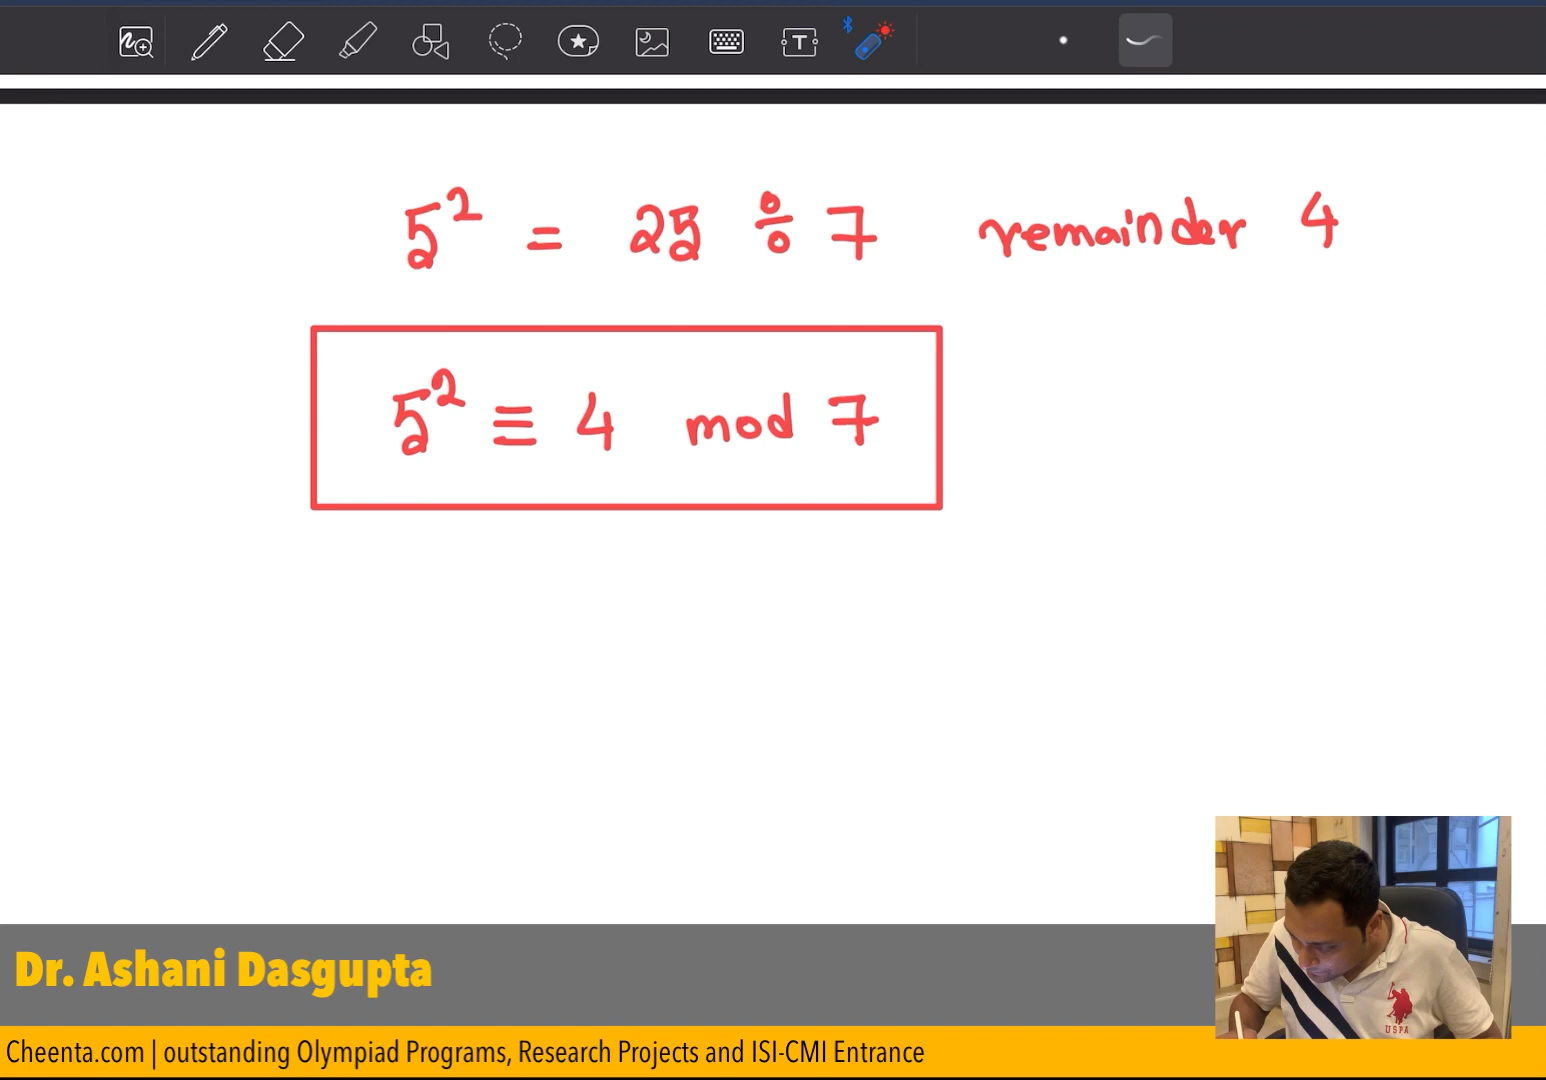 5² = 25 ÷ 7 remainder 4
5² ≡ 4 mod 7
USPA
Dr. Ashani Dasgupta
Cheenta.com | outstanding Olympiad Programs, Research Projects and ISI-CMI Entrance